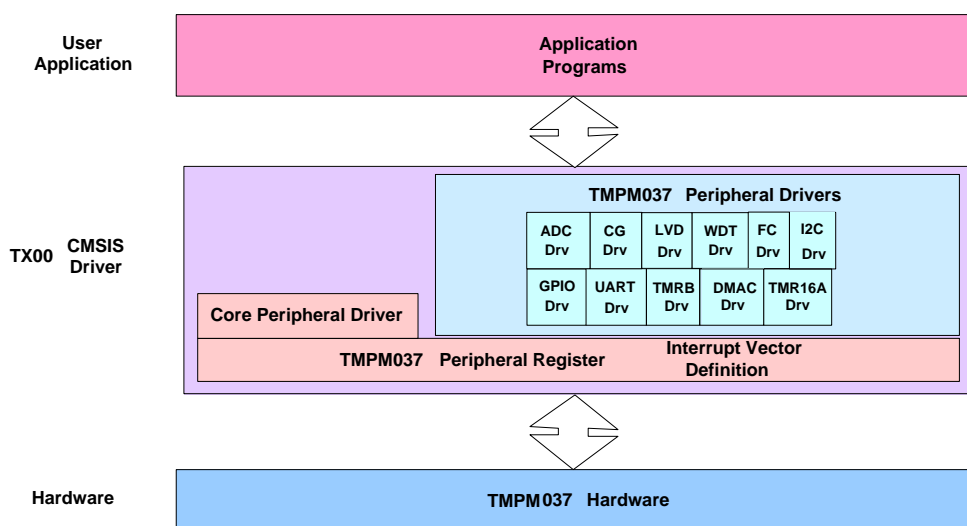 User
Application
Application
Programs
TX00 CMSIS
Driver
TMPM037 Peripheral Drivers
ADC
Drv
CG
Drv
LVD
Drv
WDT
Drv
FC
Drv
I2C
Drv
GPIO
Drv
UART
Drv
TMRB
Drv
DMAC
Drv
TMR16A
Drv
Core Peripheral Driver
TMPM037 Peripheral Register
Interrupt Vector
Definition
Hardware
TMPM037 Hardware